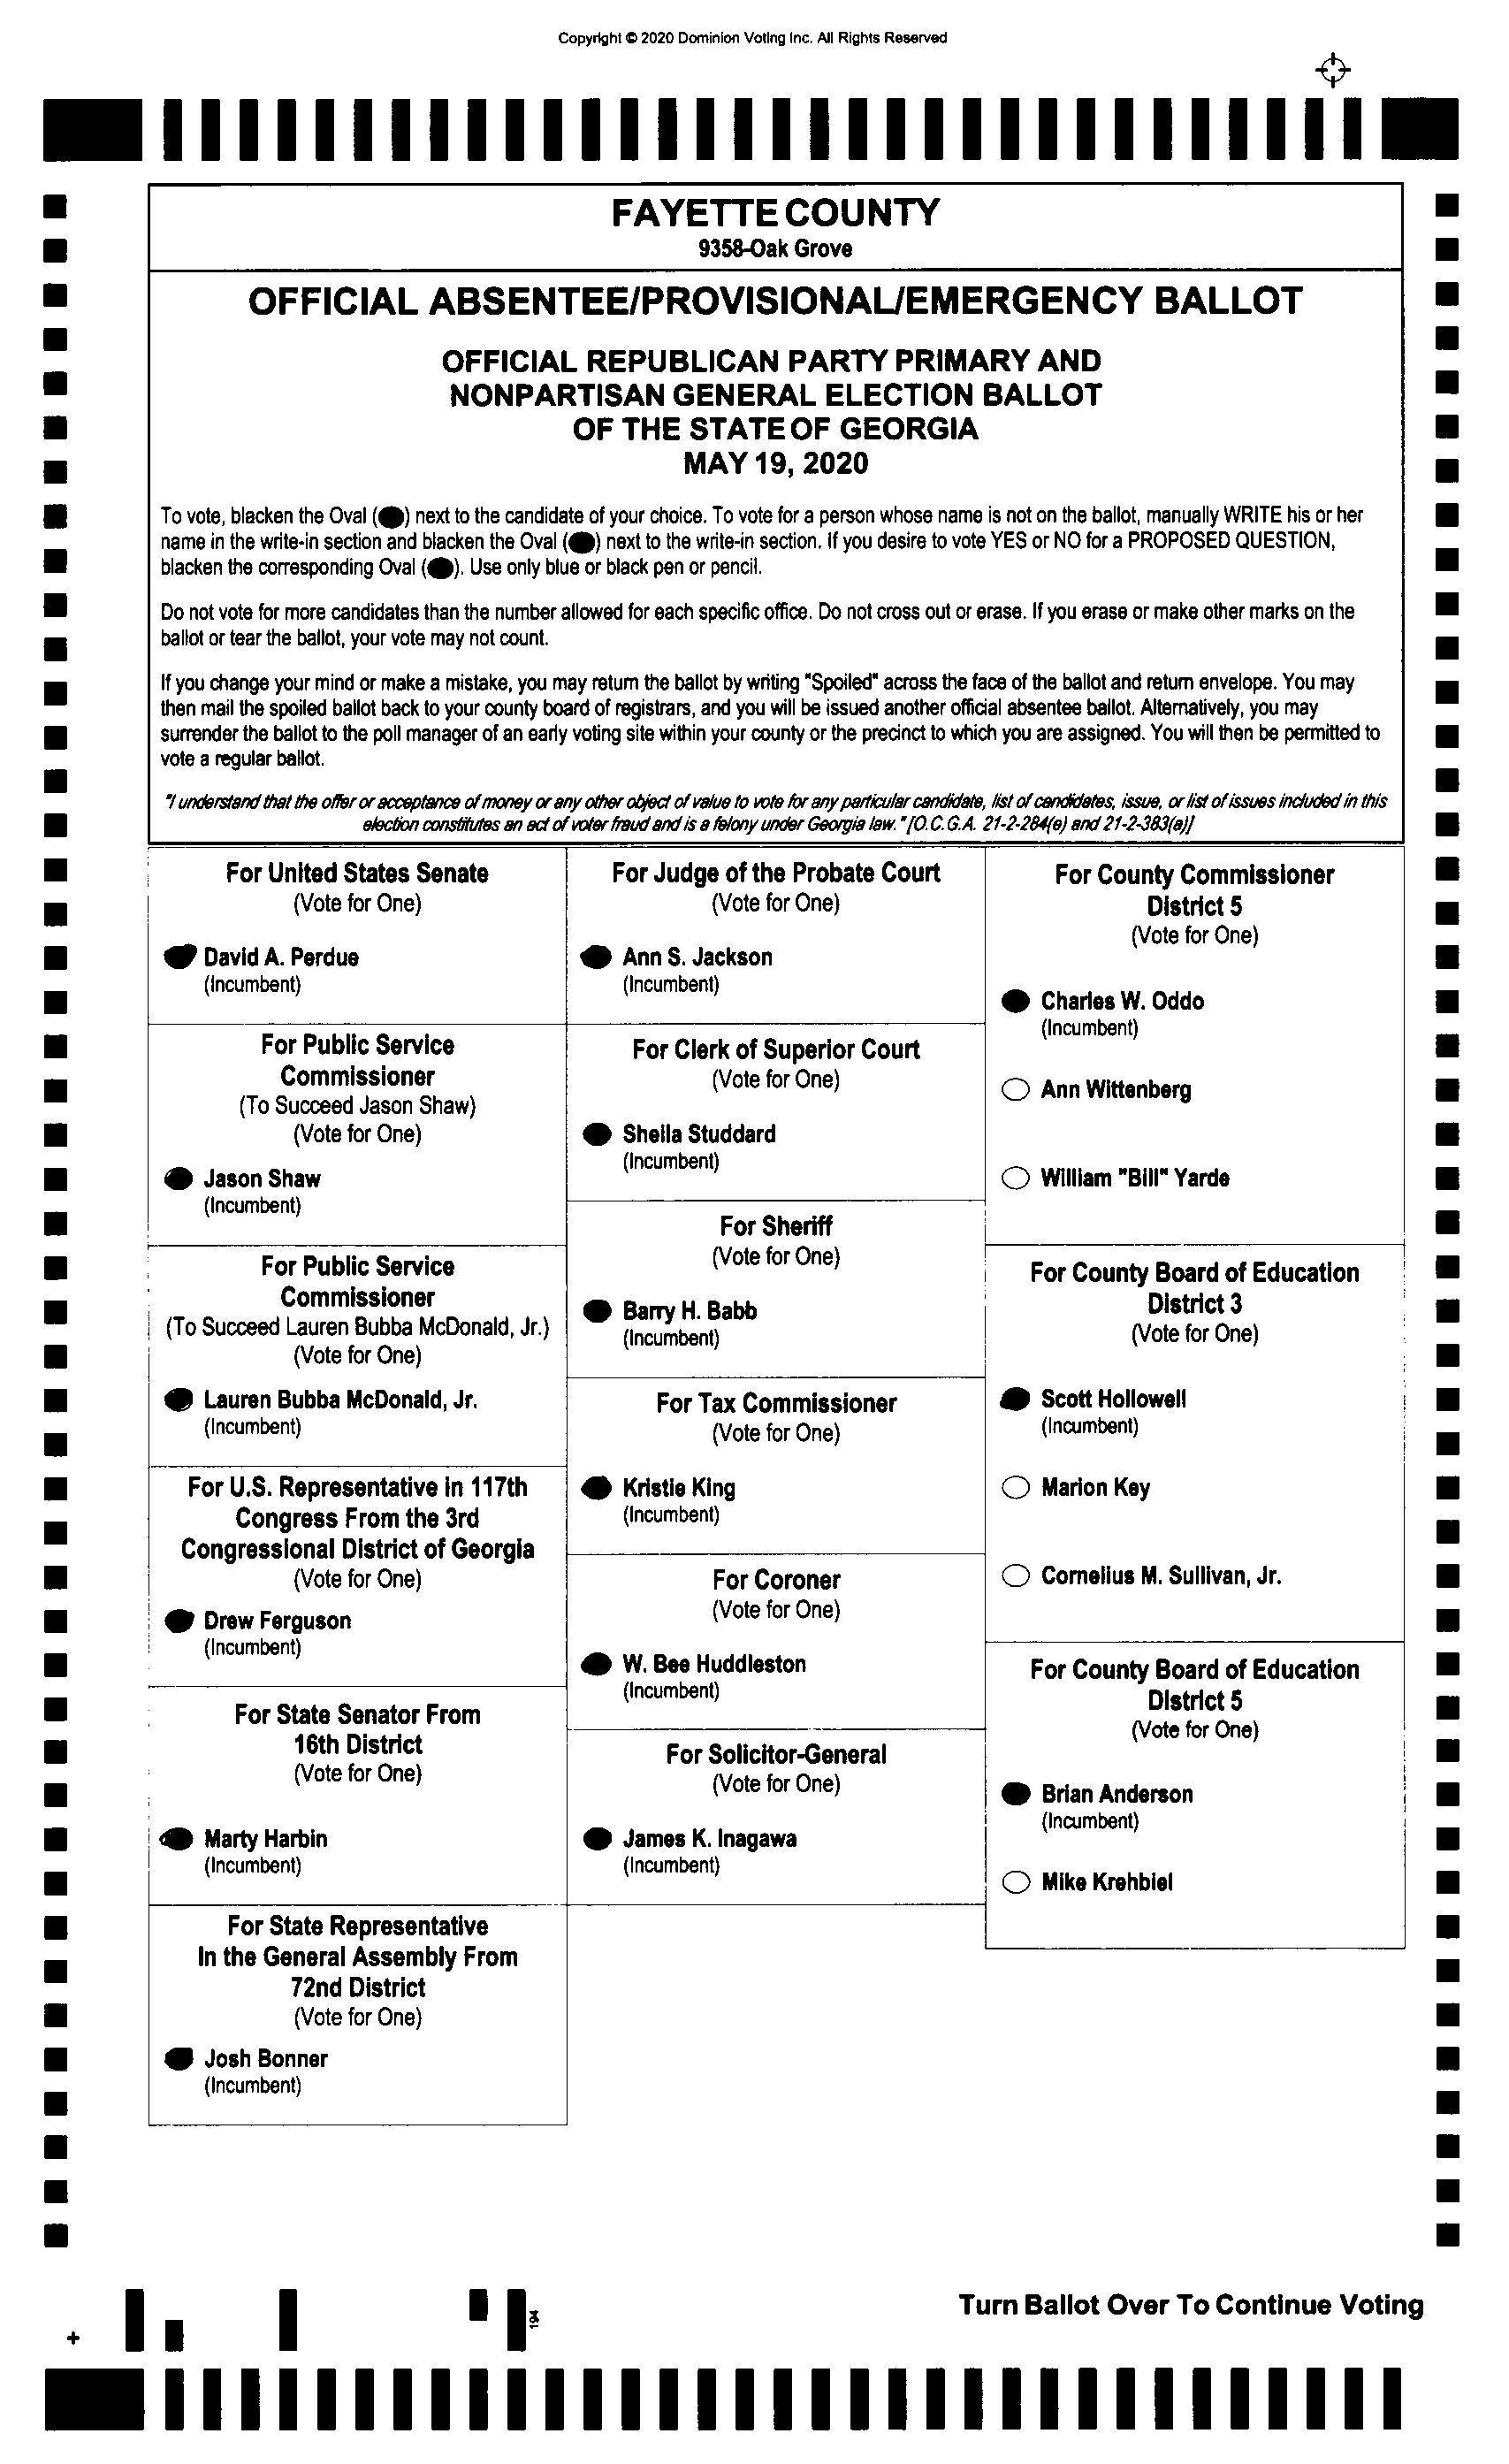 Copyright © 2020 Dominion Voting Inc. All Rights Reserved
FAYETTE COUNTY
9358-Oak Grove
OFFICIAL ABSENTEE/PROVISIONAL/EMERGENCY BALLOT
OFFICIAL REPUBLICAN PARTY PRIMARY AND
NONPARTISAN GENERAL ELECTION BALLOT
OF THE STATE OF GEORGIA
MAY 19, 2020
To vote, blacken the Oval ( ) next to the candidate of your choice. To vote for a person whose name is not on the ballot, manually WRITE his or her
name in the write-in section and blacken the Oval ( ) next to the write-in section. If you desire to vote YES or NO for a PROPOSED QUESTION,
blacken the corresponding Oval ( ). Use only blue or black pen or pencil.
Do not vote for more candidates than the number allowed for each specific office. Do not cross out or erase. If you erase or make other marks on the
ballot or tear the ballot, your vote may not count.
If you change your mind or make a mistake, you may return the ballot by writing "Spoiled" across the face of the ballot and return envelope. You may
then mail the spoiled ballot back to your county board of registrars, and you will be issued another official absentee ballot. Alternatively, you may
surrender the ballot to the poll manager of an early voting site within your county or the precinct to which you are assigned. You will then be permitted to
vote a regular ballot.
"I understand that the offer or acceptance of money or any other object of value to vote for any particular candidate, list of candidates, issue, or list of issues included in this
election constitutes an act of voter fraud and is a felony under Georgia law." [O.C.G.A. 21-2-284(e) and 21-2-383(a)]
For United States Senate
(Vote for One)
David A. Perdue
(Incumbent)
For Public Service
Commissioner
(To Succeed Jason Shaw)
(Vote for One)
Jason Shaw
(Incumbent)
For Public Service
Commissioner
(To Succeed Lauren Bubba McDonald, Jr.)
(Vote for One)
Lauren Bubba McDonald, Jr.
(Incumbent)
For U.S. Representative in 117th
Congress From the 3rd
Congressional District of Georgia
(Vote for One)
Drew Ferguson
(Incumbent)
For State Senator From
16th District
(Vote for One)
Marty Harbin
(Incumbent)
For State Representative
In the General Assembly From
72nd District
(Vote for One)
Josh Bonner
(Incumbent)
For Judge of the Probate Court
(Vote for One)
Ann S. Jackson
(Incumbent)
For Clerk of Superior Court
(Vote for One)
Sheila Studdard
(Incumbent)
For Sheriff
(Vote for One)
Barry H. Babb
(Incumbent)
For Tax Commissioner
(Vote for One)
Kristie King
(Incumbent)
For Coroner
(Vote for One)
W. Bee Huddleston
(Incumbent)
For Solicitor-General
(Vote for One)
James K. Inagawa
(Incumbent)
For County Commissioner
District 5
(Vote for One)
Charles W. Oddo
(Incumbent)
Ann Wittenberg
William "Bill" Yarde
For County Board of Education
District 3
(Vote for One)
Scott Hollowell
(Incumbent)
Marion Key
Cornelius M. Sullivan, Jr.
For County Board of Education
District 5
(Vote for One)
Brian Anderson
(Incumbent)
Mike Krehbiel
Turn Ballot Over To Continue Voting
194
+